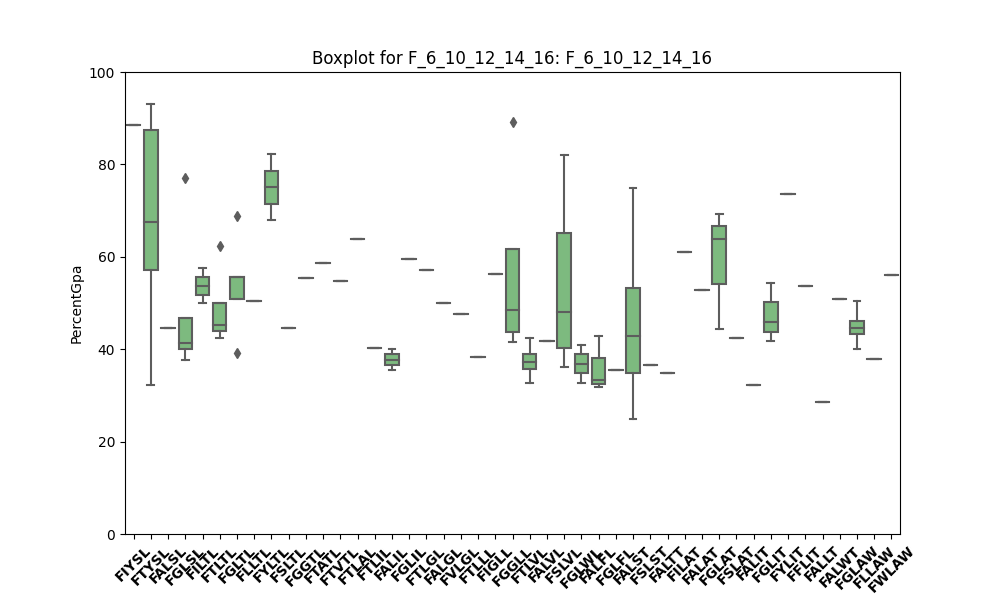 Boxplot for F_6_10_12_14_16: F_6_10_12_14_16
100
80
60
40
20
0
PercentGpa
FIYSL
FTYSL
FALSL
FGLSL
FILTL
FTLTL
FGLTL
FLLTL
FYLTL
FSLTL
FGGTL
FTATL
FTVTL
FTLAL
FTLIL
FALIL
FGLIL
FTLGL
FALGL
FVLGL
FTLLL
FIGLL
FGGLL
FTLVL
FALVL
FSLVL
FGLWL
FALFL
FGLFL
FALST
FSLST
FALTT
FILAT
FALAT
FGLAT
FSLAT
FALIT
FGLIT
FYLIT
FFLIT
FALLT
FALWT
FGLAW
FLLAW
FWLAW